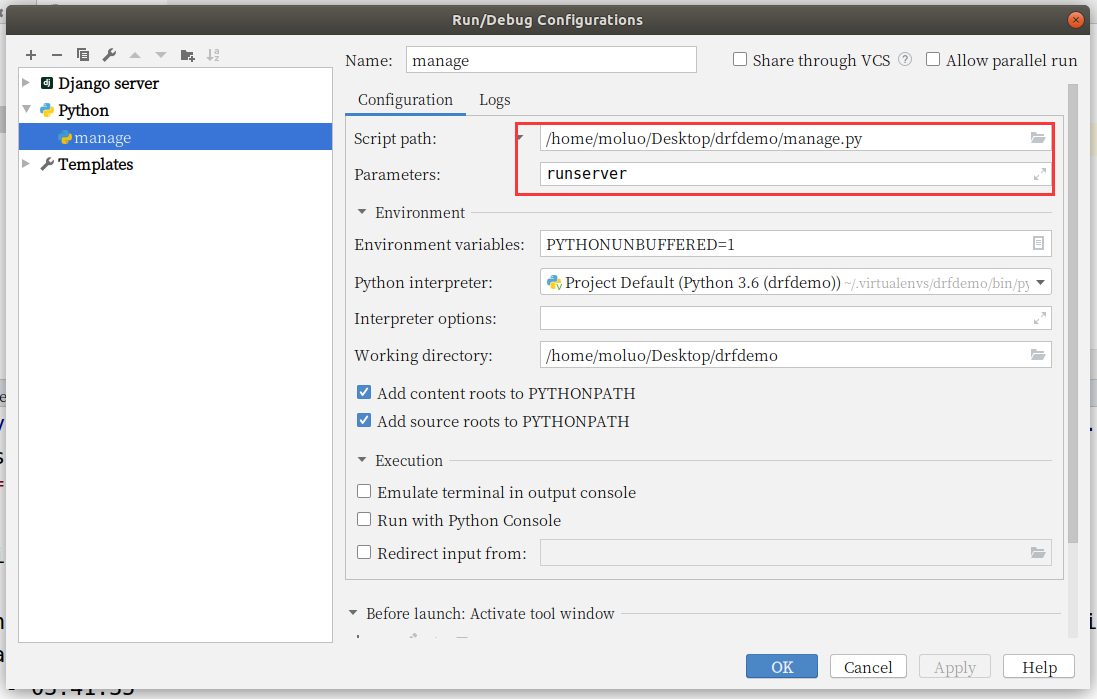 Run/Debug Configurations
Name: manage
Share through VCS
Allow parallel run
Django server
Python
manage
Templates
Configuration
Logs
Script path: /home/moluo/Desktop/drfdemo/manage.py
Parameters: runserver
Environment
Environment variables: PYTHONUNBUFFERED=1
Python interpreter: Project Default (Python 3.6 (drfdemo)) ~/.virtualenvs/drfdemo/bin/py
Interpreter options:
Working directory: /home/moluo/Desktop/drfdemo
Add content roots to PYTHONPATH
Add source roots to PYTHONPATH
Execution
Emulate terminal in output console
Run with Python Console
Redirect input from:
Before launch: Activate tool window
OK
Cancel
Apply
Help